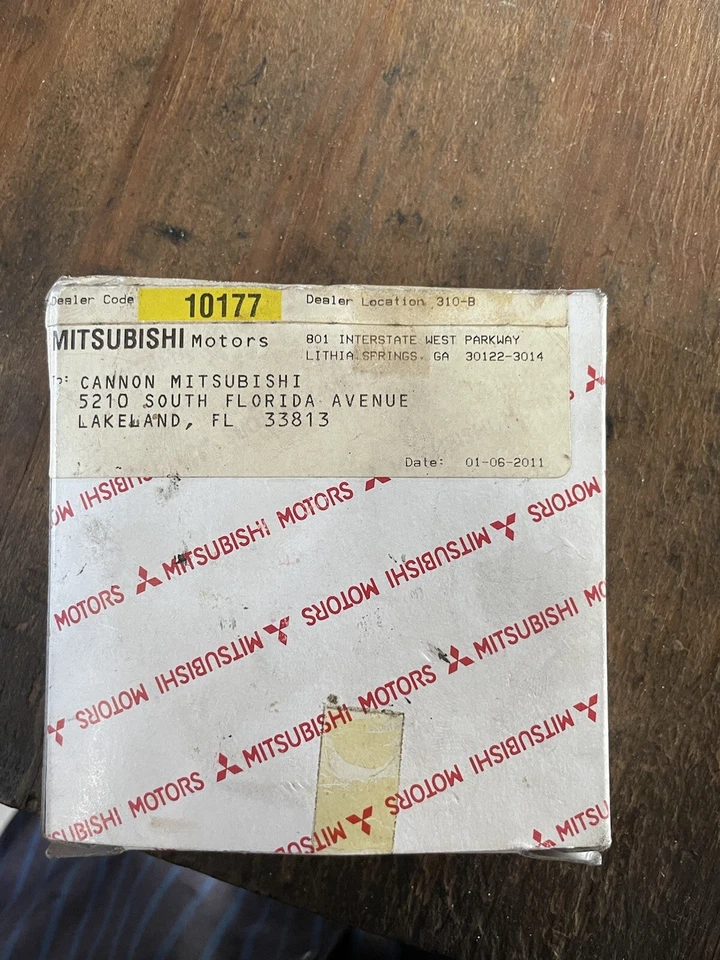 Dealer Code 10177 Dealer Location 310-B
MITSUBISHI Motors
801 INTERSTATE WEST PARKWAY
LITHIA SPRINGS, GA 30122-3014
CANNON MITSUBISHI
5210 SOUTH FLORIDA AVENUE
LAKELAND, FL 33813
Date: 01-06-2011
MITSUBISHI MOTORS
MOTORS MITSUBISHI MOTORS
MITSUBISHI MOTORS
MOTORS MITSUBISHI
MITSUBISHI MOTORS
MITSUBISHI MOTORS
MITSUBISHI MOTORS
MITSUBISHI MOTORS